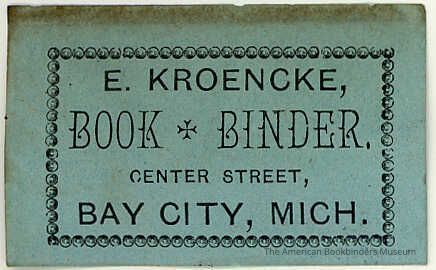 E. KROENCKE,
BOOK ✠ BINDER.
CENTER STREET,
BAY CITY, MICH.
The American Bookbinders Museum